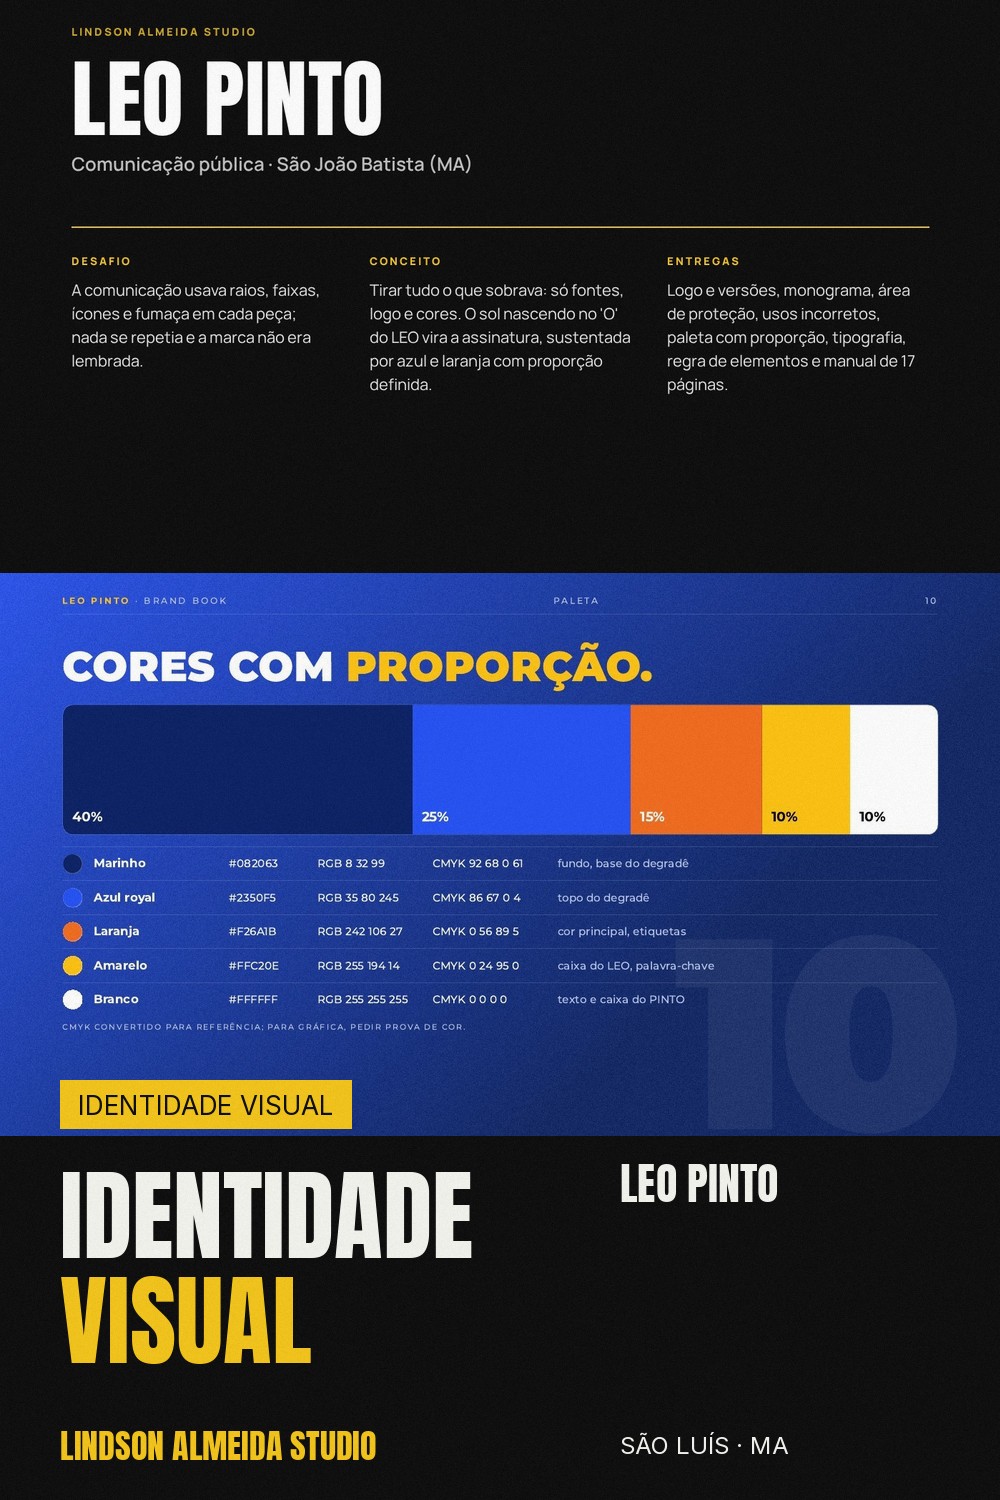 LINDSON ALMEIDA STUDIO
LEO PINTO
Comunicação pública · São João Batista (MA)
DESAFIO
A comunicação usava raios, faixas,
ícones e fumaça em cada peça;
nada se repetia e a marca não era
lembrada.
CONCEITO
Tirar tudo o que sobrava: só fontes,
logo e cores. O sol nascendo no 'O'
do LEO vira a assinatura, sustentada
por azul e laranja com proporção
definida.
ENTREGAS
Logo e versões, monograma, área
de proteção, usos incorretos,
paleta com proporção, tipografia,
regra de elementos e manual de 17
páginas.
LEO PINTO · BRAND BOOK PALETA 10
CORES COM PROPORÇÃO.
40% 25% 15% 10% 10%
Marinho #082063 RGB 8 32 99 CMYK 92 68 0 61 fundo, base do degradê
Azul royal #2350F5 RGB 35 80 245 CMYK 86 67 0 4 topo do degradê
Laranja #F26A1B RGB 242 106 27 CMYK 0 56 89 5 cor principal, etiquetas
Amarelo #FFC20E RGB 255 194 14 CMYK 0 24 95 0 caixa do LEO, palavra-chave
Branco #FFFFFF RGB 255 255 255 CMYK 0 0 0 0 texto e caixa do PINTO
CMYK CONVERTIDO PARA REFERÊNCIA; PARA GRÁFICA, PEDIR PROVA DE COR.
10
IDENTIDADE VISUAL
IDENTIDADE
VISUAL
LEO PINTO
LINDSON ALMEIDA STUDIO
SÃO LUÍS · MA